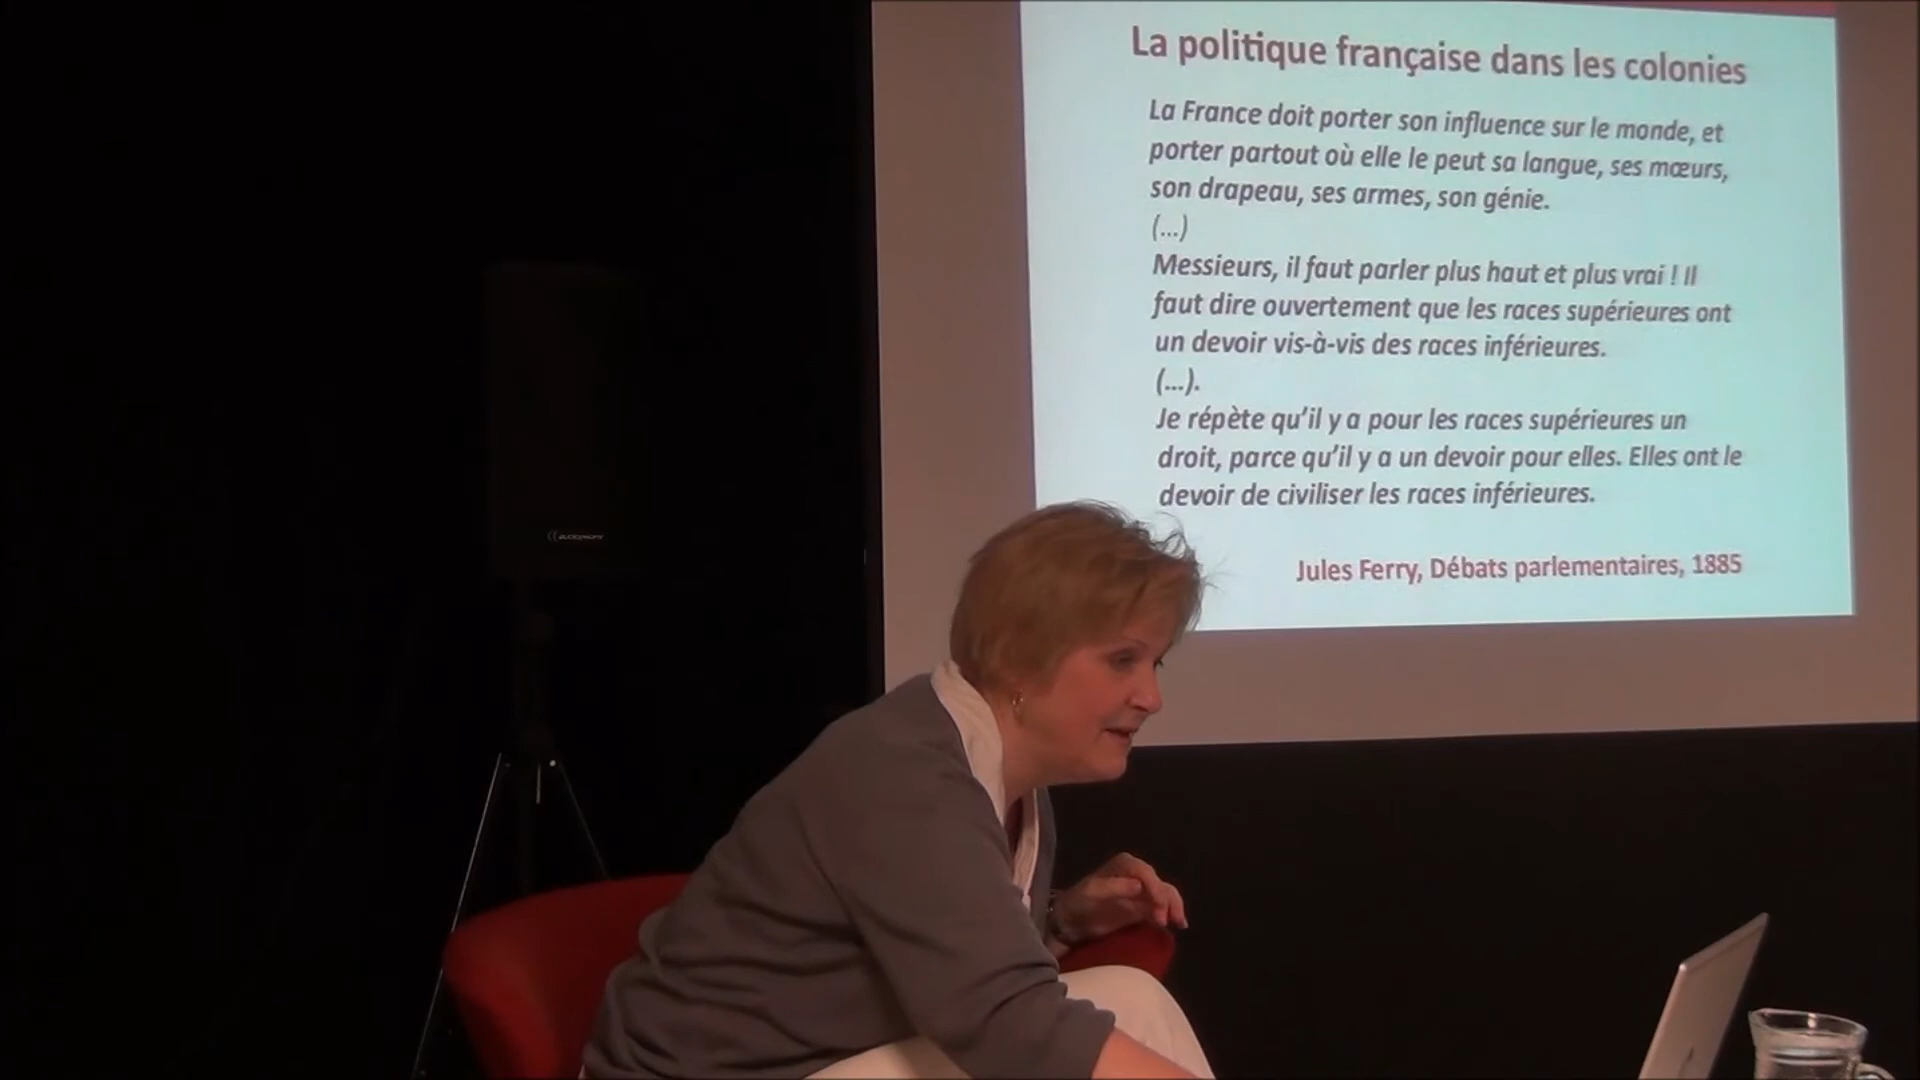 La politique française dans les colonies
La France doit porter son influence sur le monde, et
porter partout où elle le peut sa langue, ses mœurs,
son drapeau, ses armes, son génie.
(...)
Messieurs, il faut parler plus haut et plus vrai ! Il
faut dire ouvertement que les races supérieures ont
un devoir vis-à-vis des races inférieures.
(...).
Je répète qu'il y a pour les races supérieures un
droit, parce qu'il y a un devoir pour elles. Elles ont le
devoir de civiliser les races inférieures.
Jules Ferry, Débats parlementaires, 1885